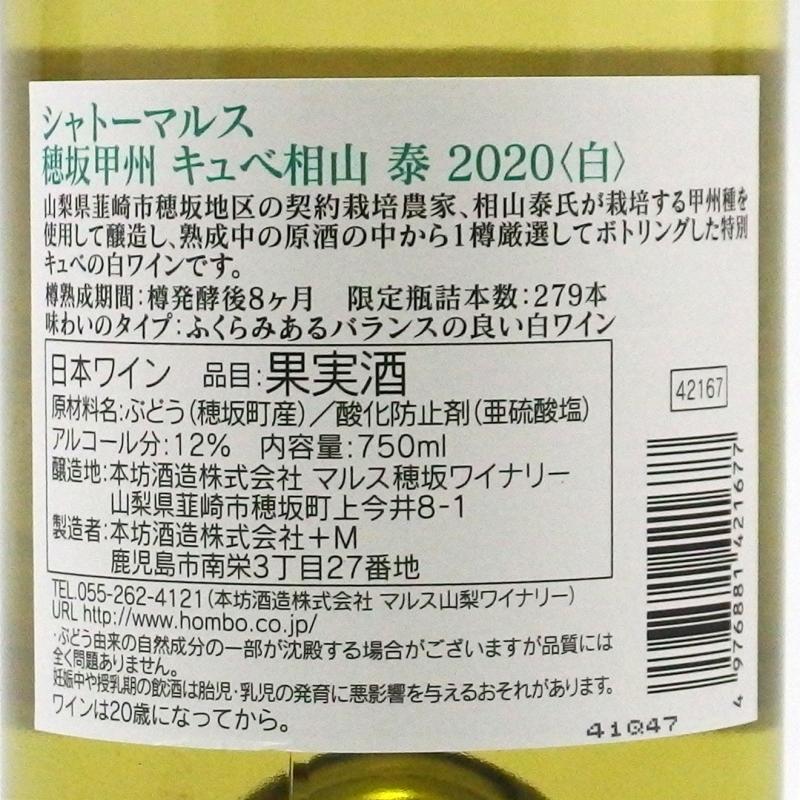 シャトーマルス
穂坂甲州 キュベ相山 泰 2020〈白〉
山梨県韮崎市穂坂地区の契約栽培農家、相山泰氏が栽培する甲州種を
使用して醸造し、熟成中の原酒の中から1樽厳選してボトリングした特別
キュベの白ワインです。
樽熟成期間：樽発酵後8ヶ月　限定瓶詰本数：279本
味わいのタイプ：ふくらみあるバランスの良い白ワイン
日本ワイン　品目：果実酒
原材料名：ぶどう（穂坂町産）／酸化防止剤（亜硫酸塩）
アルコール分：12%　内容量：750ml
醸造地：本坊酒造株式会社 マルス穂坂ワイナリー
山梨県韮崎市穂坂町上今井8-1
製造者：本坊酒造株式会社＋M
鹿児島市南栄3丁目27番地
TEL.055-262-4121（本坊酒造株式会社 マルス山梨ワイナリー）
URL http://www.hombo.co.jp/
・ぶどう由来の自然成分の一部が沈殿する場合がございますが品質には
全く問題ありません。
妊娠中や授乳期の飲酒は胎児・乳児の発育に悪影響を与えるおそれがあります。
ワインは20歳になってから。
42167
4 976881 421677
41047